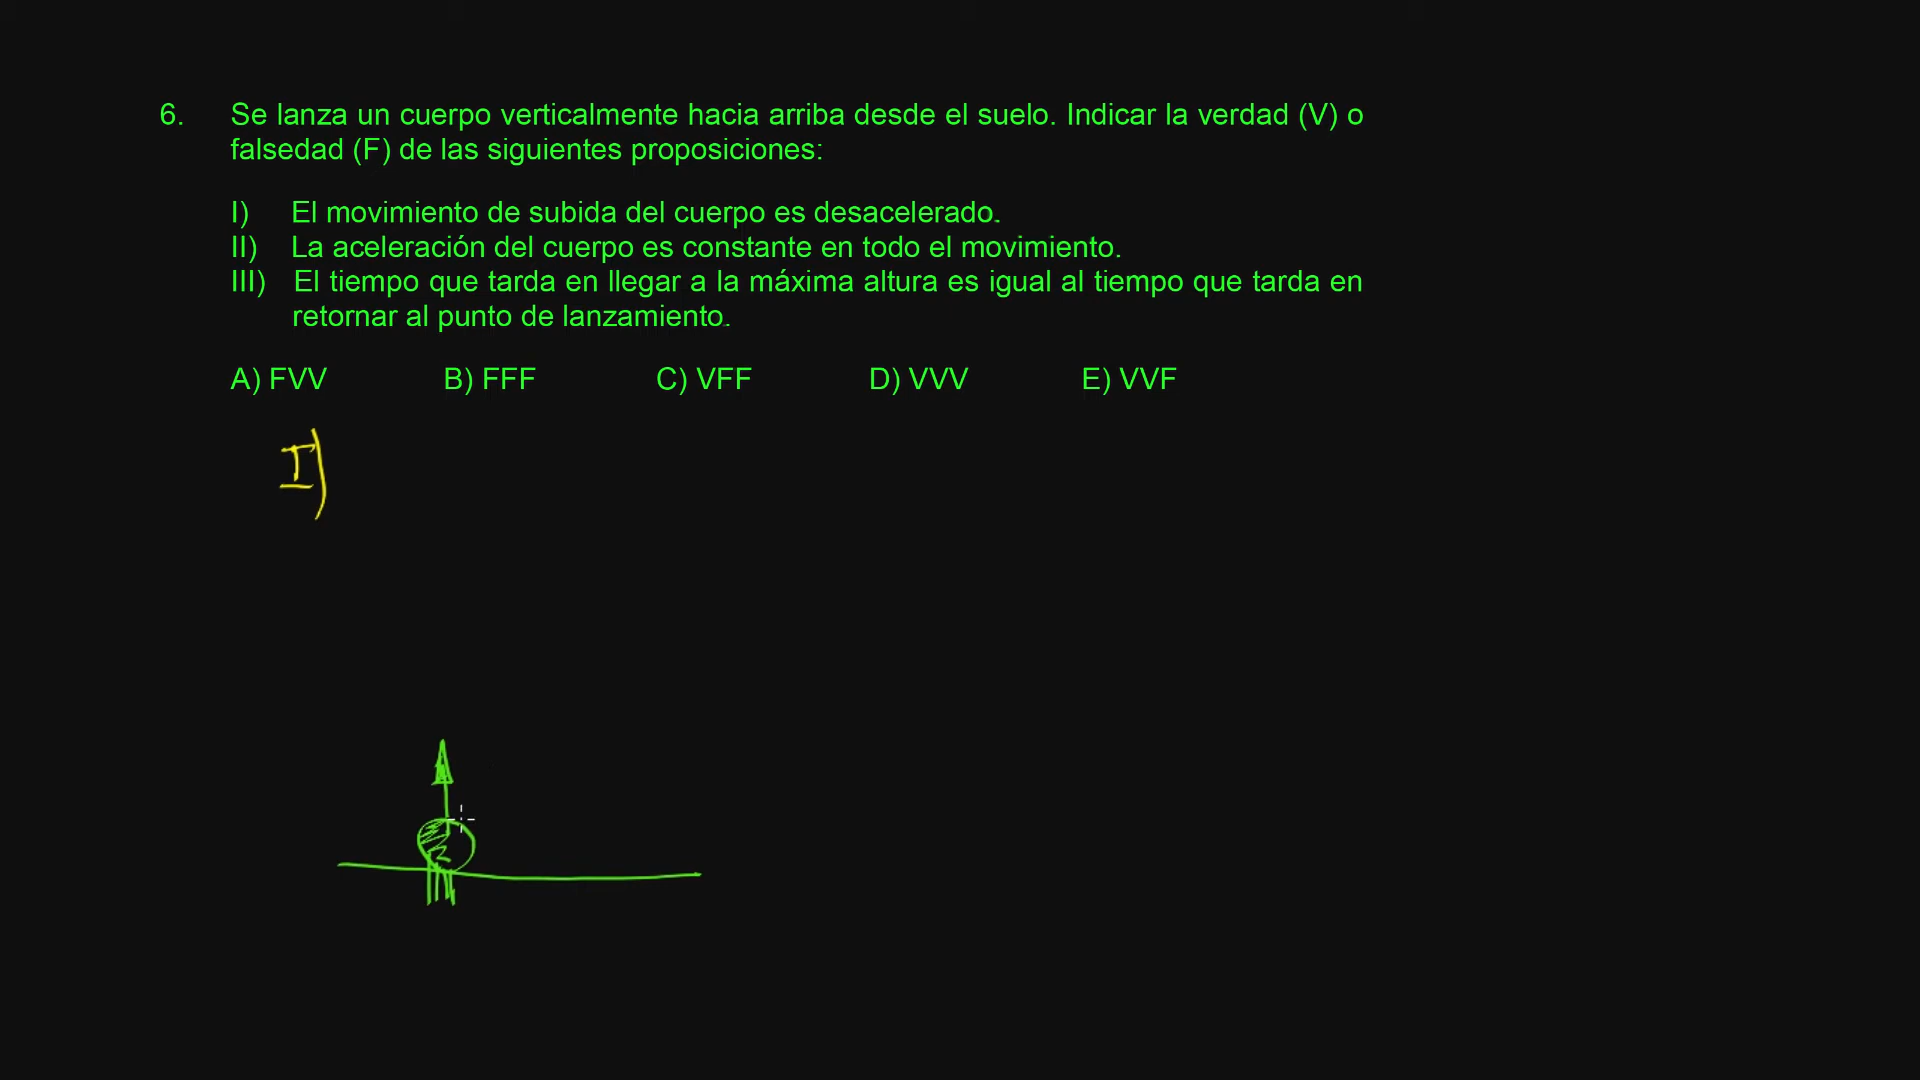 6. Se lanza un cuerpo verticalmente hacia arriba desde el suelo. Indicar la verdad (V) o
falsedad (F) de las siguientes proposiciones:
I) El movimiento de subida del cuerpo es desacelerado.
II) La aceleración del cuerpo es constante en todo el movimiento.
III) El tiempo que tarda en llegar a la máxima altura es igual al tiempo que tarda en
retornar al punto de lanzamiento.
A) FVV B) FFF C) VFF D) VVV E) VVF
I)